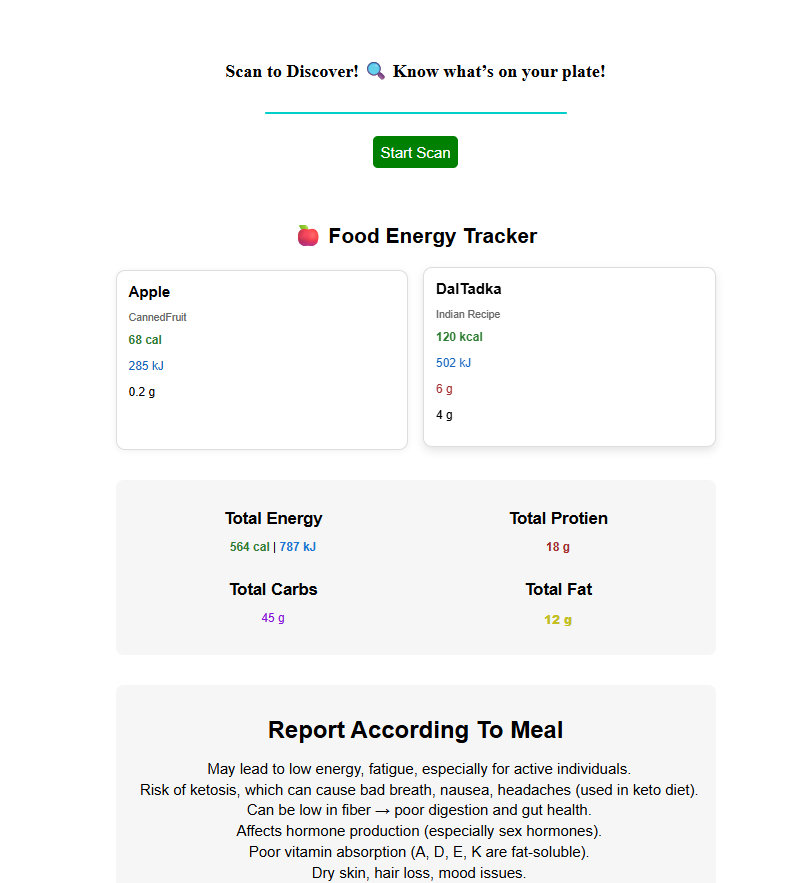 Scan to Discover! 🔍 Know what’s on your plate!
Start Scan
🍎 Food Energy Tracker
Apple
CannedFruit
68 cal
285 kJ
0.2 g
DalTadka
Indian Recipe
120 kcal
502 kJ
6 g
4 g
Total Energy
564 cal | 787 kJ
Total Protien
18 g
Total Carbs
45 g
Total Fat
12 g
Report According To Meal
May lead to low energy, fatigue, especially for active individuals.
Risk of ketosis, which can cause bad breath, nausea, headaches (used in keto diet).
Can be low in fiber → poor digestion and gut health.
Affects hormone production (especially sex hormones).
Poor vitamin absorption (A, D, E, K are fat-soluble).
Dry skin, hair loss, mood issues.